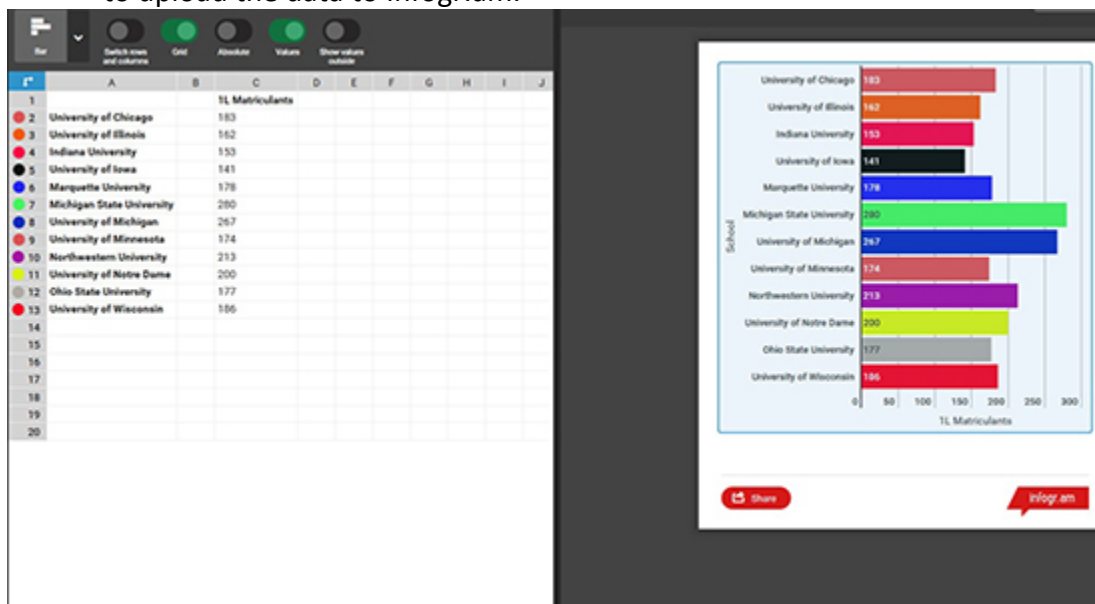 to upload the data to Infogr.am.
Bar
Switch rows and columns
Grid
Absolute
Values
Show values outside
A B C D E F G H I J
1 1L Matriculants
2 University of Chicago 183
3 University of Illinois 162
4 Indiana University 153
5 University of Iowa 141
6 Marquette University 178
7 Michigan State University 280
8 University of Michigan 267
9 University of Minnesota 174
10 Northwestern University 213
11 University of Notre Dame 200
12 Ohio State University 177
13 University of Wisconsin 186
14
15
16
17
18
19
20
School
University of Chicago 183
University of Illinois 162
Indiana University 153
University of Iowa 141
Marquette University 178
Michigan State University 280
University of Michigan 267
University of Minnesota 174
Northwestern University 213
University of Notre Dame 200
Ohio State University 177
University of Wisconsin 186
0 50 100 150 200 250 300
1L Matriculants
Share
infogr.am